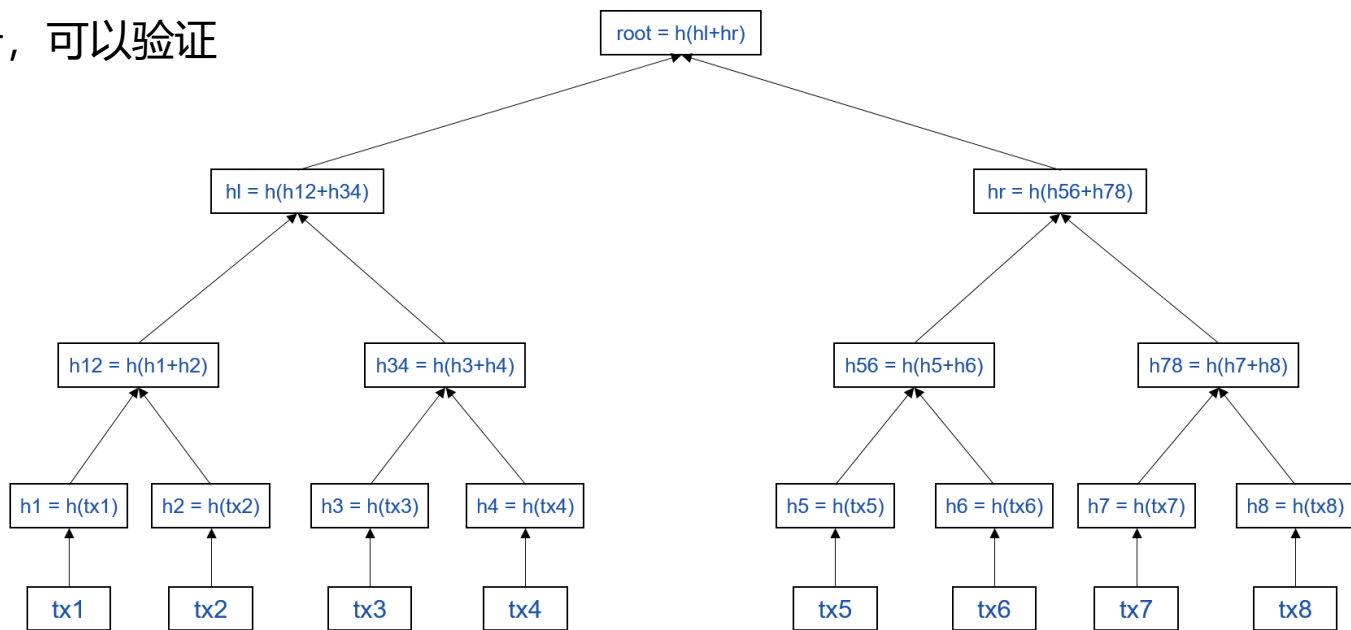 ，可以验证
root = h(hl+hr)
hl = h(h12+h34)
hr = h(h56+h78)
h12 = h(h1+h2)
h34 = h(h3+h4)
h56 = h(h5+h6)
h78 = h(h7+h8)
h1 = h(tx1)
h2 = h(tx2)
h3 = h(tx3)
h4 = h(tx4)
h5 = h(tx5)
h6 = h(tx6)
h7 = h(tx7)
h8 = h(tx8)
tx1
tx2
tx3
tx4
tx5
tx6
tx7
tx8